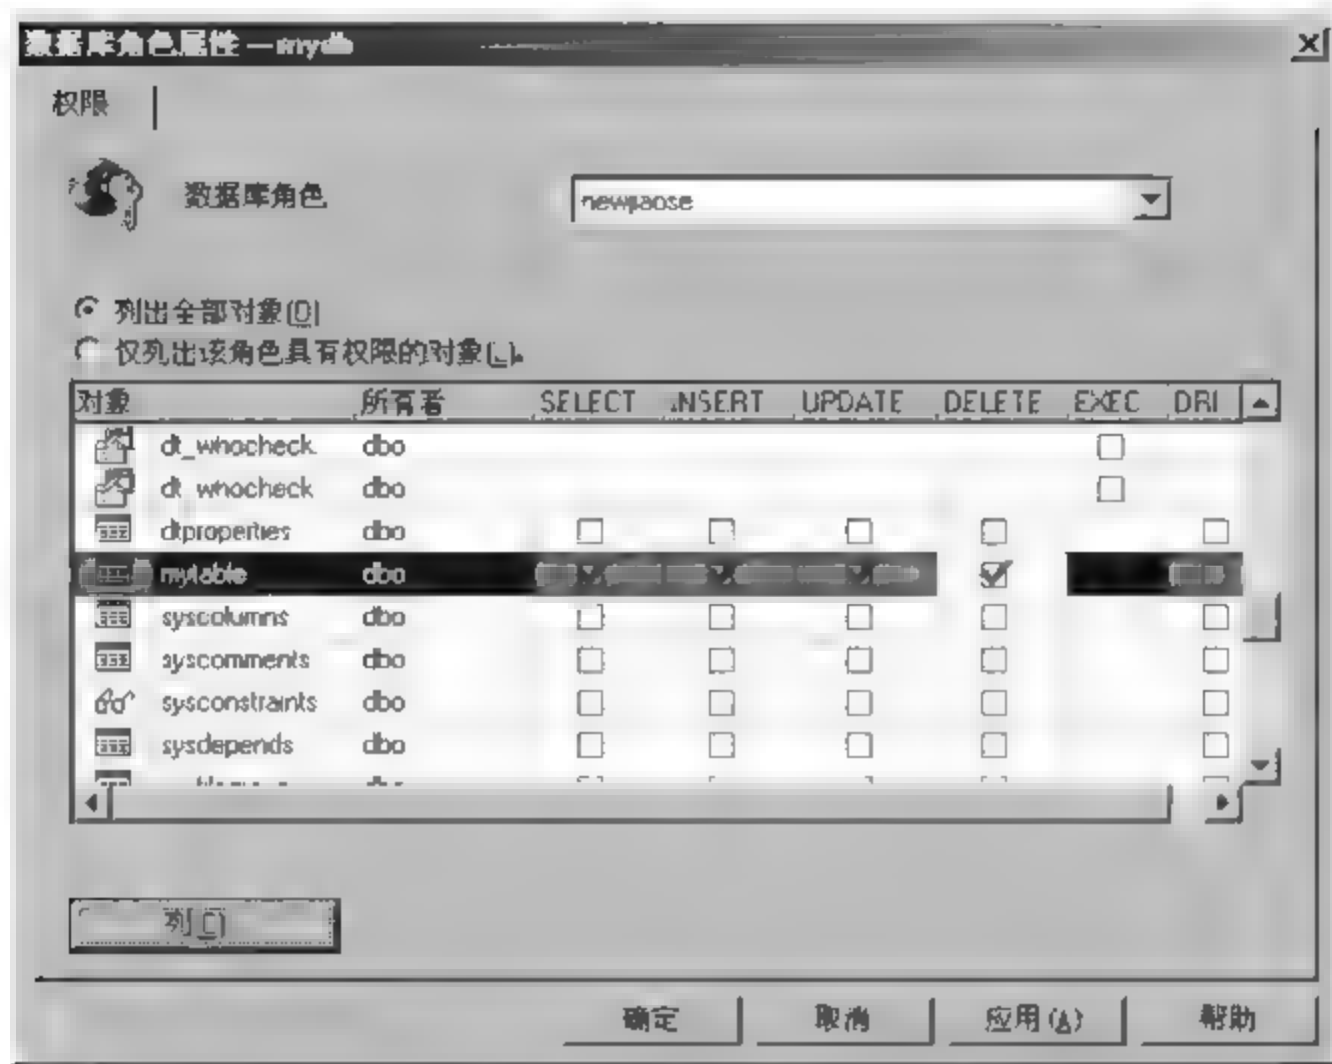 数据库角色属性 — mydb
权限
数据库角色
newjiaose
列出全部对象(O)
仅列出该角色具有权限的对象(L).
对象 所有者 SELECT INSERT UPDATE DELETE EXEC DRI
dt_whocheck. dbo
dt_whocheck dbo
dtproperties dbo
mytable dbo
syscolumns dbo
syscomments dbo
sysconstraints dbo
sysdepends dbo
列(C)
确定 取消 应用(A) 帮助